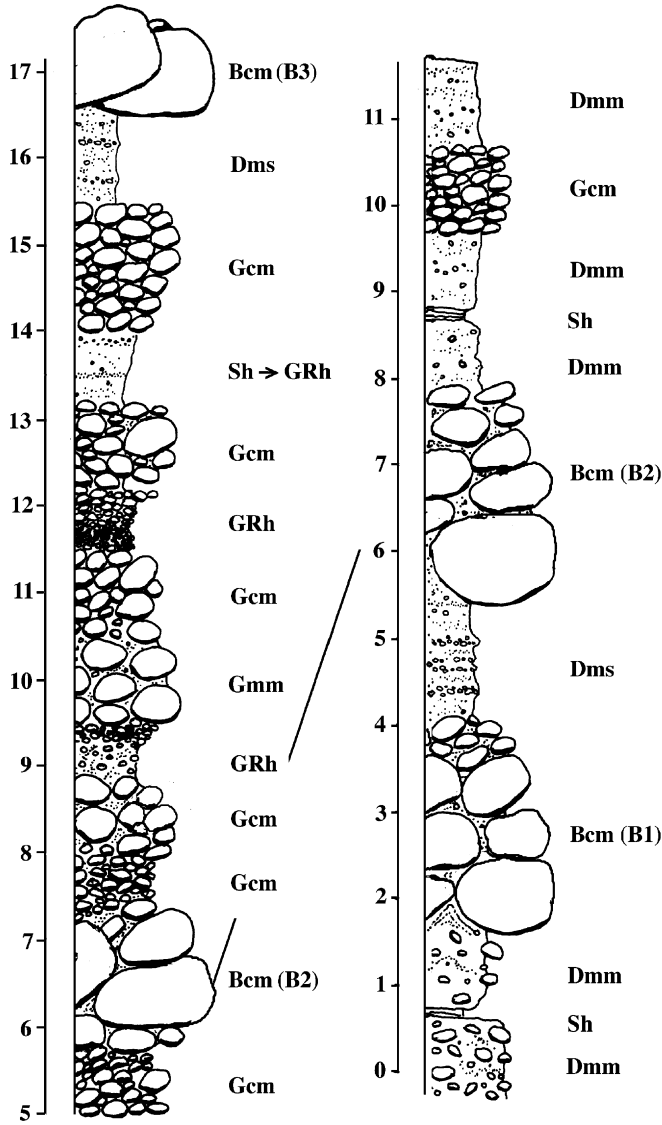 17
16
15
14
13
12
11
10
9
8
7
6
5
Bcm (B3)
Dms
Gcm
Sh → GRh
Gcm
GRh
Gcm
Gmm
GRh
Gcm
Gcm
Bcm (B2)
Gcm
11
10
9
8
7
6
5
4
3
2
1
0
Dmm
Gcm
Dmm
Sh
Dmm
Bcm (B2)
Dms
Bcm (B1)
Dmm
Sh
Dmm